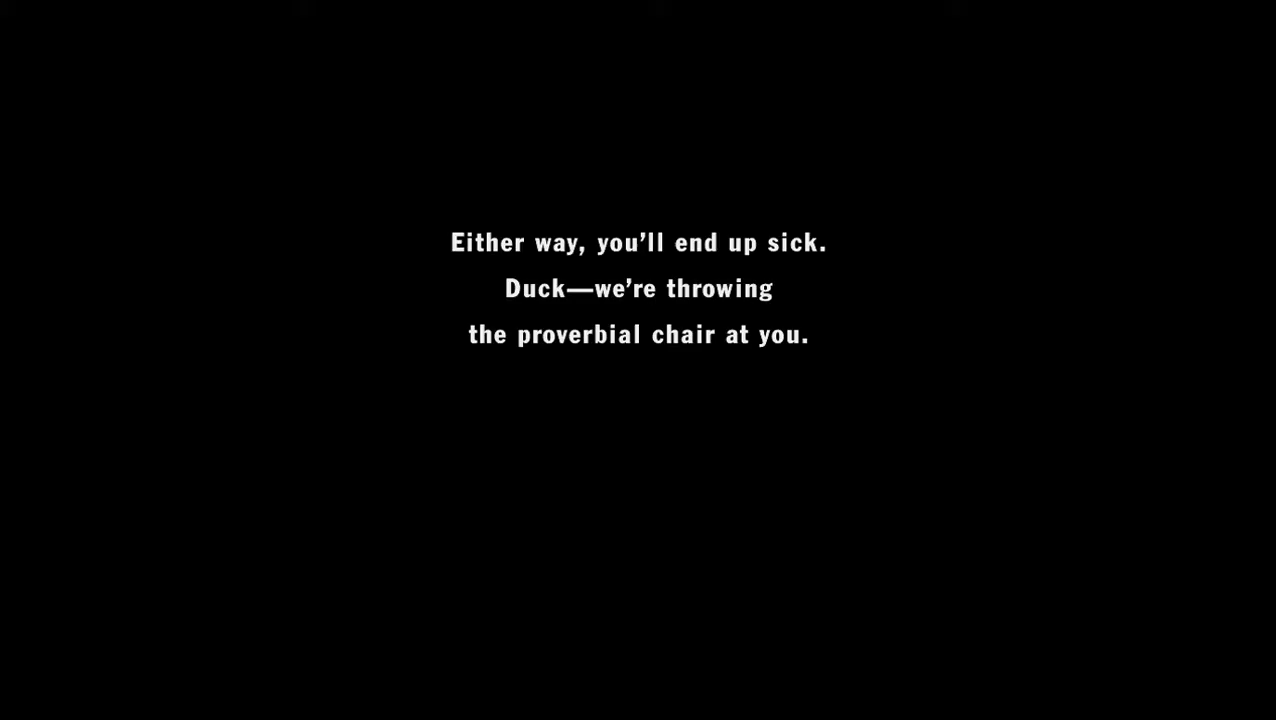 Either way, you’ll end up sick.
Duck—we’re throwing
the proverbial chair at you.